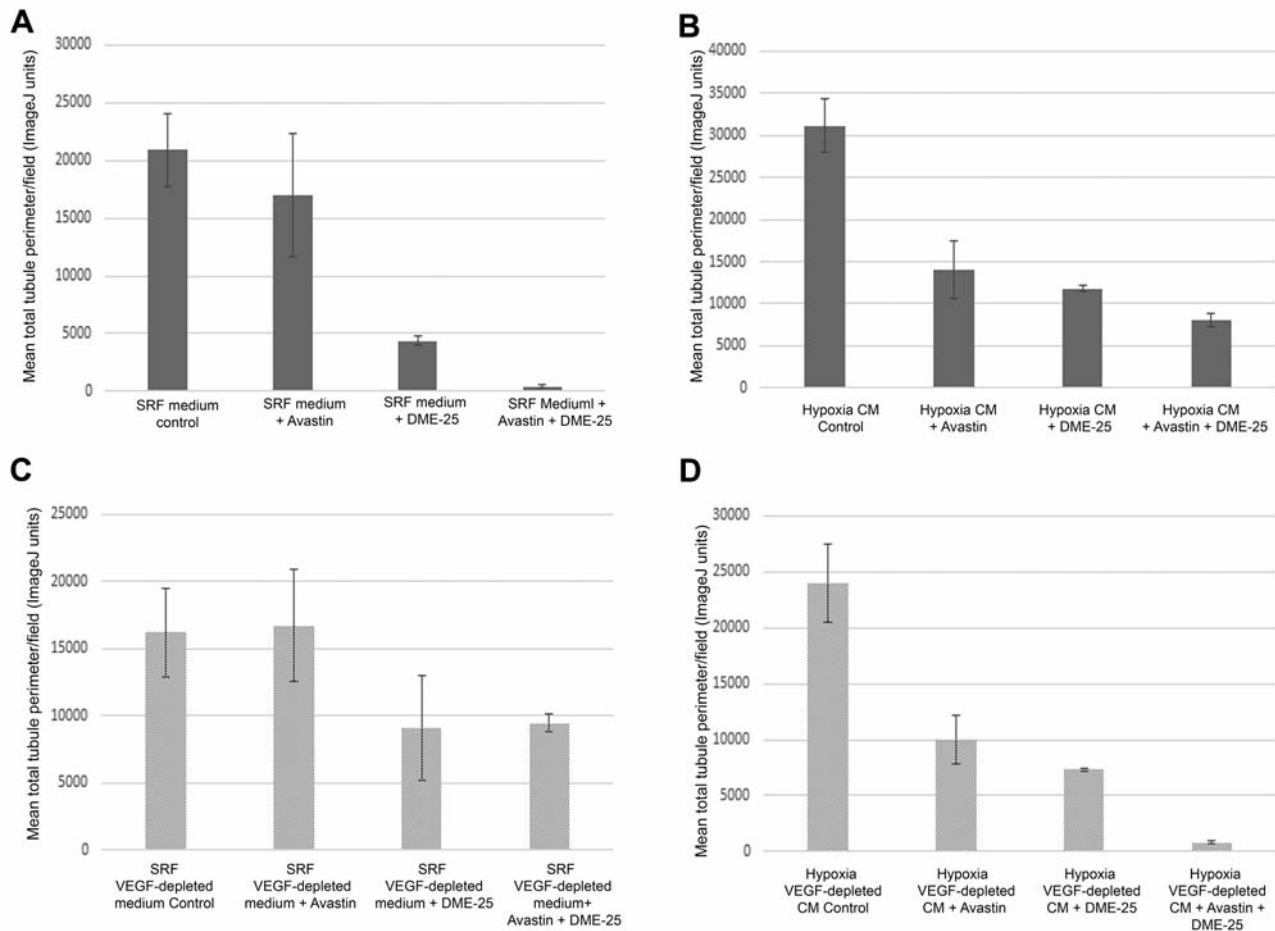 A
Mean total tubule perimeter/field (ImageJ units)
30000
25000
20000
15000
10000
5000
0
SRF medium
control
SRF medium
+ Avastin
SRF medium
+ DME-25
SRF Mediuml +
Avastin + DME-25
B
Mean total tubule perimeter/field (ImageJ units)
40000
35000
30000
25000
20000
15000
10000
5000
0
Hypoxia CM
Control
Hypoxia CM
+ Avastin
Hypoxia CM
+ DME-25
Hypoxia CM
+ Avastin + DME-25
C
Mean total tubule perimeter/field (ImageJ units)
25000
20000
15000
10000
5000
0
SRF
VEGF-depleted
medium Control
SRF
VEGF-depleted
medium + Avastin
SRF
VEGF-depleted
medium + DME-25
SRF
VEGF-depleted
medium+
Avastin + DME-25
D
Mean total tubule perimeter/field (ImageJ units)
30000
25000
20000
15000
10000
5000
0
Hypoxia
VEGF-depleted
CM Control
Hypoxia
VEGF-depleted
CM + Avastin
Hypoxia
VEGF-depleted
CM + DME-25
Hypoxia
VEGF-depleted
CM + Avastin +
DME-25